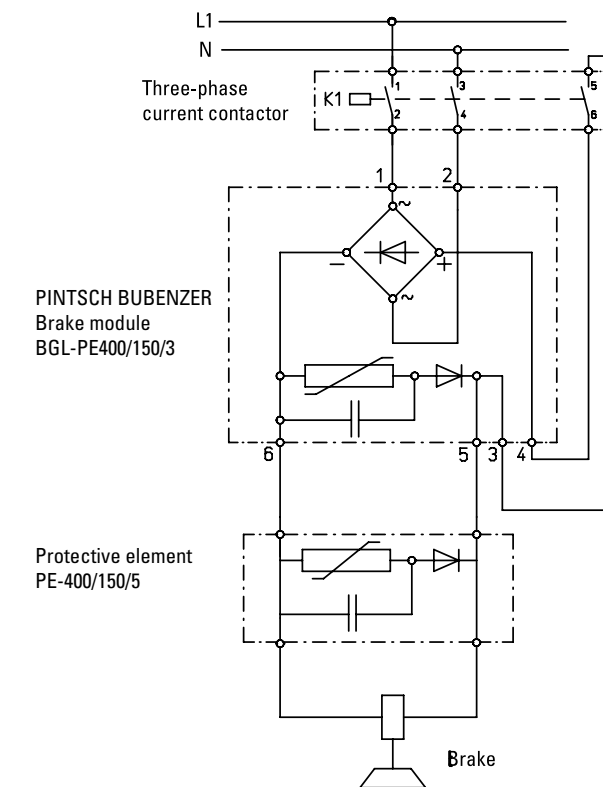 L1
N
Three-phase
current contactor
K1
1
3
5
2
4
6
1
2
~
− +
~
PINTSCH BUBENZER
Brake module
BGL-PE400/150/3
6
5
3
4
Protective element
PE-400/150/5
Brake